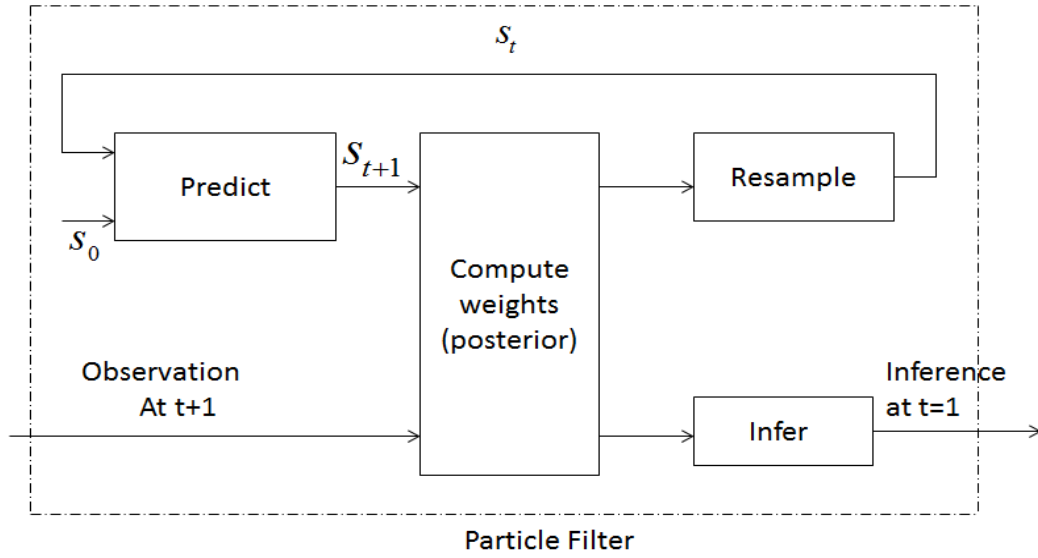 S_t
Predict
S_{t+1}
Resample
S_0
Compute
weights
(posterior)
Observation
At t+1
Inference
at t=1
Infer
Particle Filter